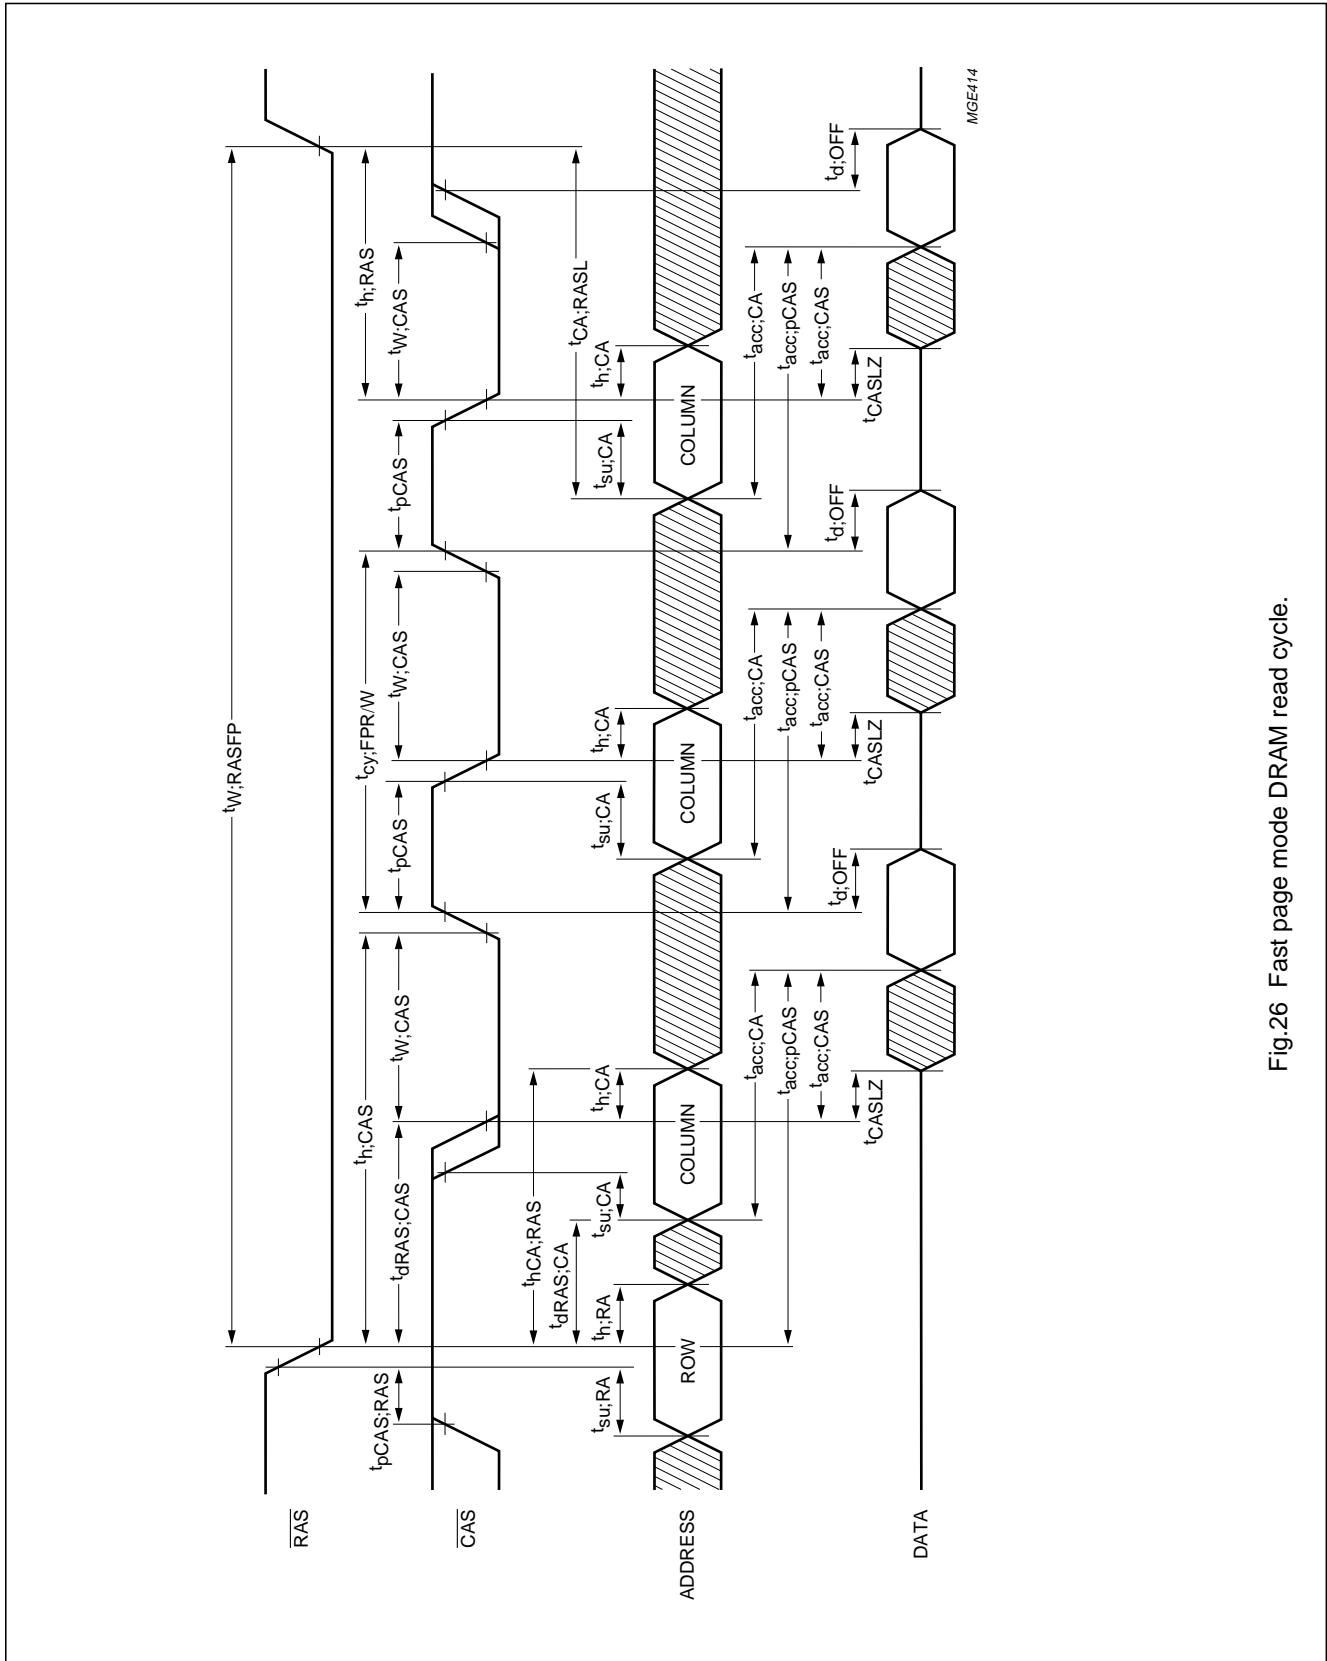 RAS
CAS
ADDRESS
DATA
tW;RASFP
th;CAS
tcy;FPR/W
th;RAS
tpCAS;RAS
tdRAS;CAS
tW;CAS
tpCAS
tW;CAS
tpCAS
tW;CAS
thCA;RAS
tdRAS;CA
tCA;RASL
tsu;RA
th;RA
tsu;CA
th;CA
tsu;CA
th;CA
tsu;CA
th;CA
ROW
COLUMN
COLUMN
COLUMN
tacc;CA
tacc;CA
tacc;CA
tacc;pCAS
tacc;pCAS
tacc;pCAS
tacc;CAS
tacc;CAS
tacc;CAS
tCASLZ
td;OFF
tCASLZ
td;OFF
tCASLZ
td;OFF
MGE414
Fig.26 Fast page mode DRAM read cycle.